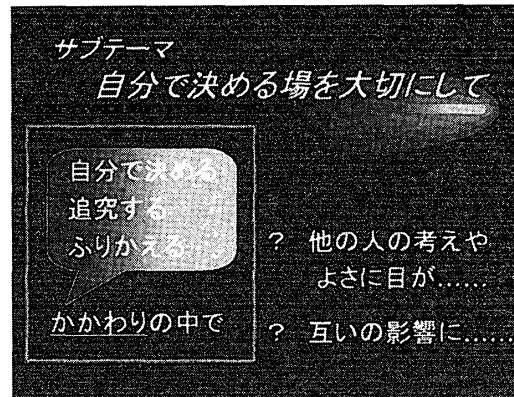 サブテーマ
自分で決める場を大切にして
自分で決める
追究する
ふりかえる
かかわりの中で
? 他の人の考えや
よさに目が……
? 互いの影響に……